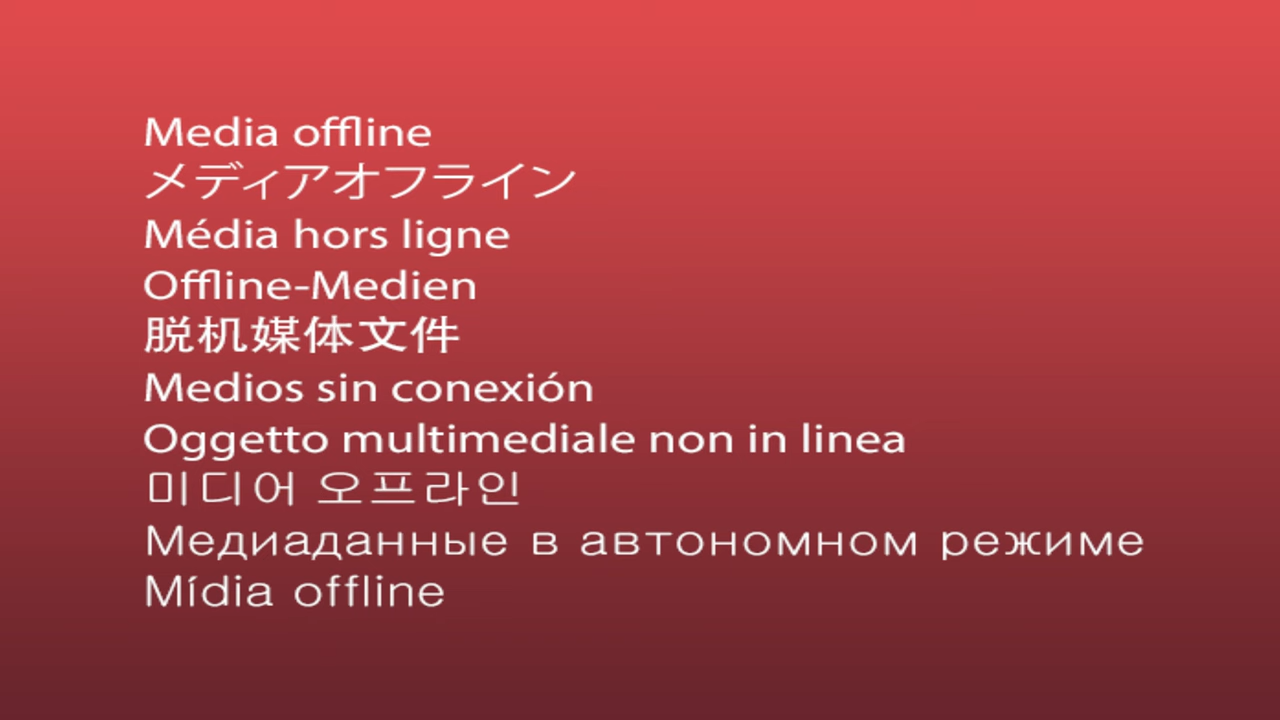 Media offline
メディアオフライン
Média hors ligne
Offline-Medien
脱机媒体文件
Medios sin conexión
Oggetto multimediale non in linea
미디어 오프라인
Медиаданные в автономном режиме
Mídia offline